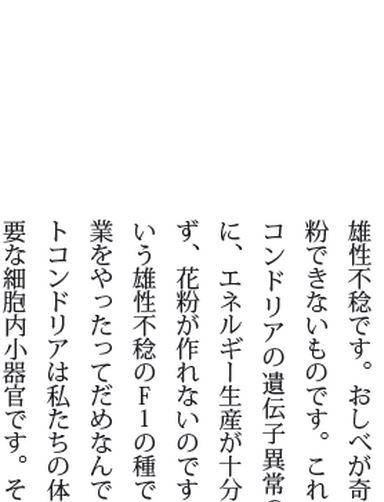 雄性不稔です。おしべが奇
粉できないものです。これ
コンドリアの遺伝子異常
に、エネルギー生産が十分
ず、花粉が作れないのです
いう雄性不稔のF1の種で
業をやったってだめなんで
トコンドリアは私たちの体
要な細胞内小器官です。そ